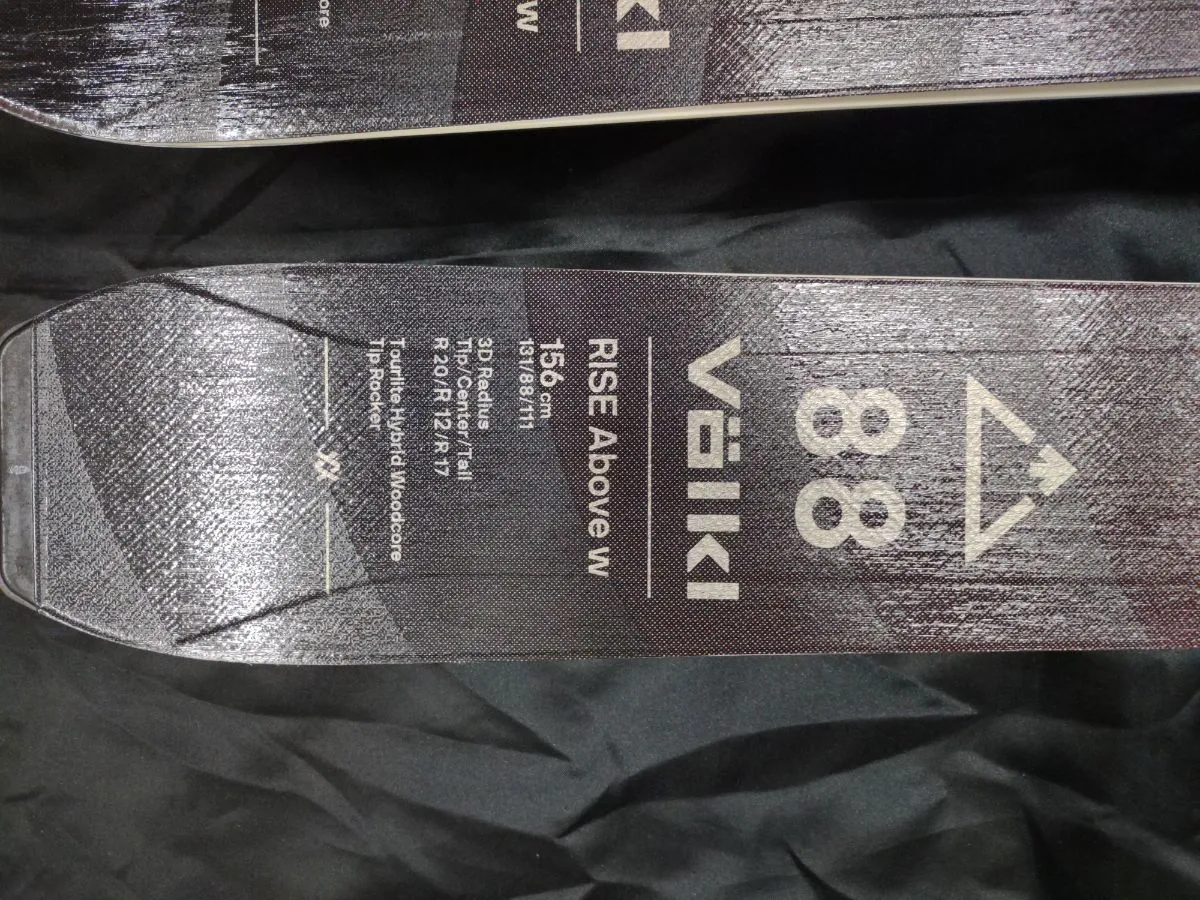 88
Völkl
RISE Above W
156 cm
131/88/111
3D Radius
Tip/Center/Tail
R 20/R 12/R 17
Tourlite Hybrid Woodcore
Tip Rocker
kl
W